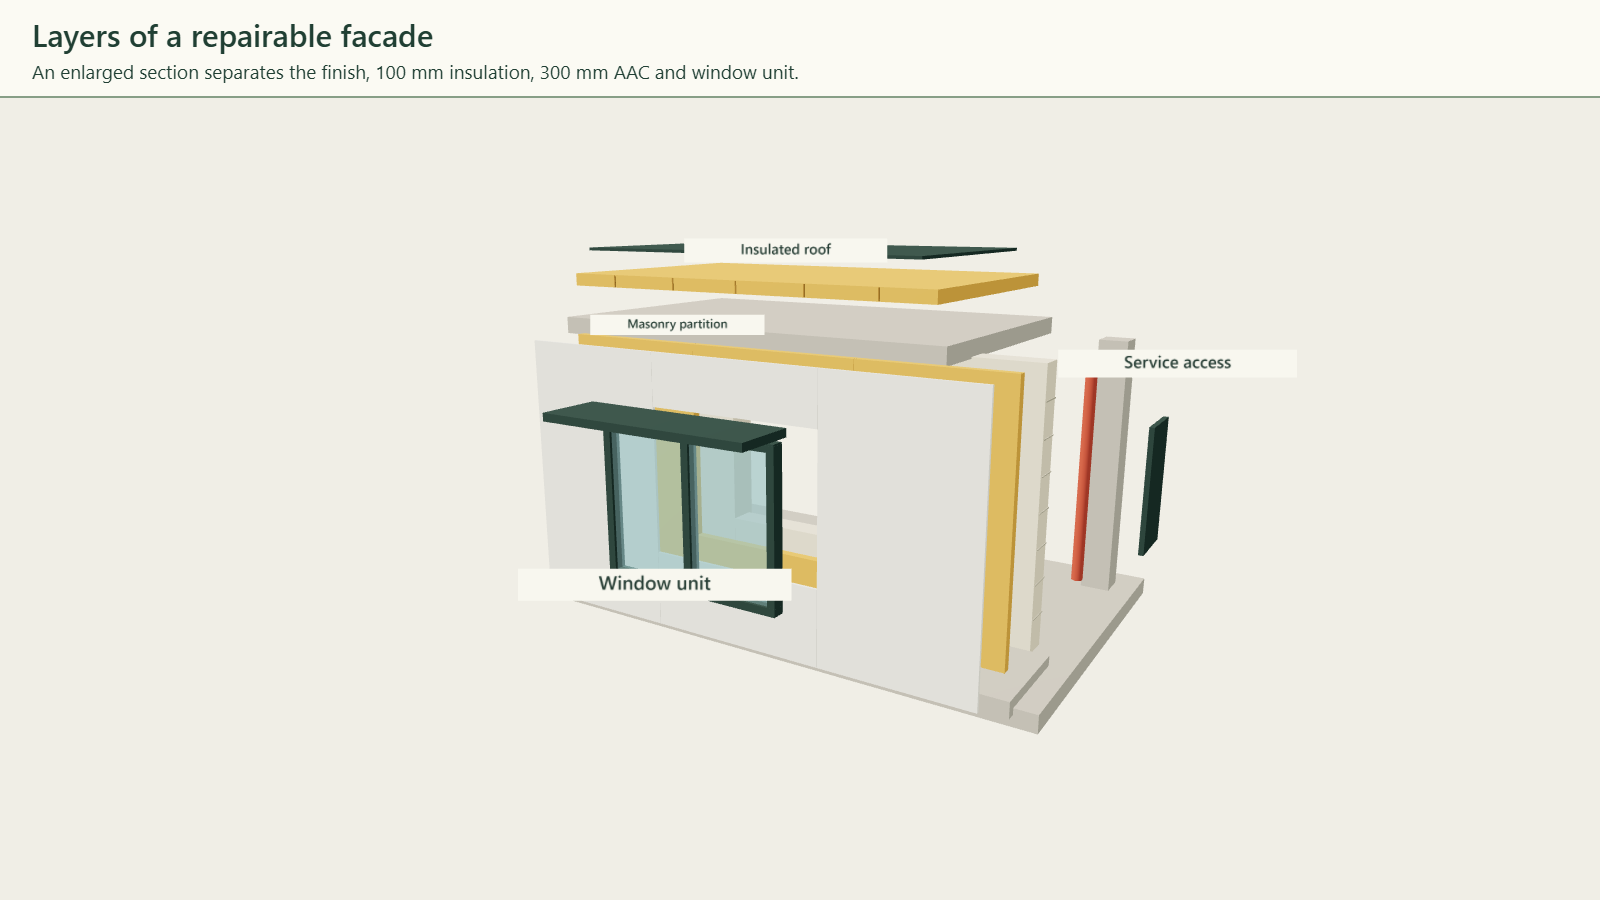 Layers of a repairable facade
An enlarged section separates the finish, 100 mm insulation, 300 mm AAC and window unit.
Insulated roof
Masonry partition
Service access
Window unit